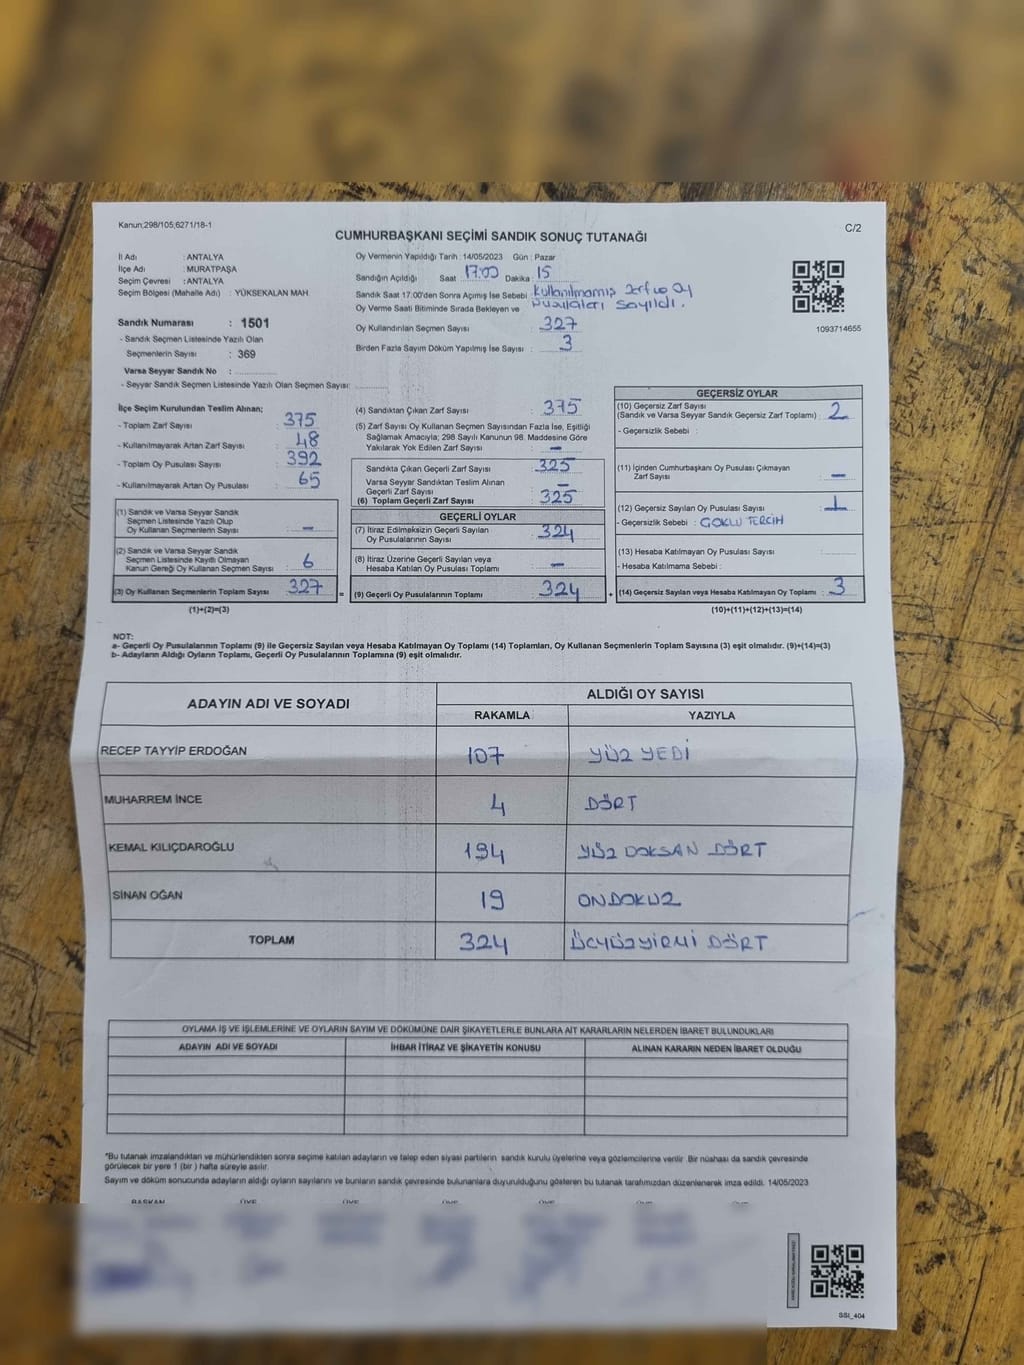 Kanun;298/105;6271/18-1
C/2
CUMHURBAŞKANI SEÇİMİ SANDIK SONUÇ TUTANAĞI
İl Adı : ANTALYA
İlçe Adı : MURATPAŞA
Seçim Çevresi : ANTALYA
Seçim Bölgesi (Mahalle Adı) : YÜKSEKALAN MAH.
Sandık Numarası : 1501
- Sandık Seçmen Listesinde Yazılı Olan
Seçmenlerin Sayısı : 369
Varsa Seyyar Sandık No :
- Seyyar Sandık Seçmen Listesinde Yazılı Olan Seçmen Sayısı:
Oy Vermenin Yapıldığı Tarih : 14/05/2023 Gün : Pazar
Sandığın Açıldığı Saat : 17:00 Dakika : 15
Sandık Saat 17.00'den Sonra Açımış İse Sebebi : Kullanılmamış zarf ve oy
Oy Verme Saati Bitiminde Sırada Bekleyen ve pusulaları sayıldı.
Oy Kullandırılan Seçmen Sayısı : 327
Birden Fazla Sayım Döküm Yapılmış İse Sayısı : 3
1093714655
İlçe Seçim Kurulundan Teslim Alınan;
- Toplam Zarf Sayısı : 375
- Kullanılmayarak Artan Zarf Sayısı : 48
- Toplam Oy Pusulası Sayısı : 392
- Kullanılmayarak Artan Oy Pusulası : 65
(1) Sandık ve Varsa Seyyar Sandık
Seçmen Listesinde Yazılı Olup
Oy Kullanan Seçmenlerin Sayısı : –
(2) Sandık ve Varsa Seyyar Sandık
Seçmen Listesinde Kayıtlı Olmayan
Kanun Gereği Oy Kullanan Seçmen Sayısı : 6
(3) Oy Kullanan Seçmenlerin Toplam Sayısı : 327
(1)+(2)=(3)
(4) Sandıktan Çıkan Zarf Sayısı : 375
(5) Zarf Sayısı Oy Kullanan Seçmen Sayısından Fazla İse, Eşitliği
Sağlamak Amacıyla; 298 Sayılı Kanunun 98. Maddesine Göre
Yakılarak Yok Edilen Zarf Sayısı : –
Sandıkta Çıkan Geçerli Zarf Sayısı : 325
Varsa Seyyar Sandıktan Teslim Alınan
Geçerli Zarf Sayısı : –
(6) Toplam Geçerli Zarf Sayısı : 325
GEÇERLİ OYLAR
(7) İtiraz Edilmeksizin Geçerli Sayılan
Oy Pusulalarının Sayısı : 324
(8) İtiraz Üzerine Geçerli Sayılan veya
Hesaba Katılan Oy Pusulası Toplamı : –
= (9) Geçerli Oy Pusulalarının Toplamı : 324
GEÇERSİZ OYLAR
(10) Geçersiz Zarf Sayısı
(Sandık ve Varsa Seyyar Sandık Geçersiz Zarf Toplamı) : 2
- Geçersizlik Sebebi :
(11) İçinden Cumhurbaşkanı Oy Pusulası Çıkmayan
Zarf Sayısı : –
(12) Geçersiz Sayılan Oy Pusulası Sayısı : 1
- Geçersizlik Sebebi : ÇOKLU TERCİH
(13) Hesaba Katılmayan Oy Pusulası Sayısı :
- Hesaba Katılmama Sebebi :
+ (14) Geçersiz Sayılan veya Hesaba Katılmayan Oy Toplamı : 3
(10)+(11)+(12)+(13)=(14)
NOT:
a- Geçerli Oy Pusulalarının Toplamı (9) ile Geçersiz Sayılan veya Hesaba Katılmayan Oy Toplamı (14) Toplamları, Oy Kullanan Seçmenlerin Toplam Sayısına (3) eşit olmalıdır. (9)+(14)=(3)
b- Adayların Aldığı Oyların Toplamı, Geçerli Oy Pusulalarının Toplamına (9) eşit olmalıdır.
ADAYIN ADI VE SOYADI
ALDIĞI OY SAYISI
RAKAMLA YAZIYLA
RECEP TAYYİP ERDOĞAN 107 YÜZ YEDİ
MUHARREM İNCE 4 DÖRT
KEMAL KILIÇDAROĞLU 194 YÜZ DOKSAN DÖRT
SİNAN OĞAN 19 ONDOKUZ
TOPLAM 324 ÜÇYÜZYİRMİ DÖRT
OYLAMA İŞ VE İŞLEMLERİNE VE OYLARIN SAYIM VE DÖKÜMÜNE DAİR ŞİKAYETLERLE BUNLARA AİT KARARLARIN NELERDEN İBARET BULUNDUKLARI
ADAYIN ADI VE SOYADI İHBAR İTİRAZ VE ŞİKAYETİN KONUSU ALINAN KARARIN NEDEN İBARET OLDUĞU
*Bu tutanak imzalandıktan ve mühürlendikten sonra seçime katılan adayların ve talep eden siyasi partilerin sandık kurulu üyelerine veya gözlemcilerine verilir. Bir nüshası da sandık çevresinde
görülecek bir yere 1 (bir ) hafta süreyle asılır.
Sayım ve döküm sonucunda adayların aldığı oyların sayılarını ve bunların sandık çevresinde bulunanlara duyurulduğunu gösteren bu tutanak tarafımızdan düzenlenerek imza edildi. 14/05/2023
BAŞKAN ÜYE ÜYE ÜYE ÜYE ÜYE ÜYE
SSI_404